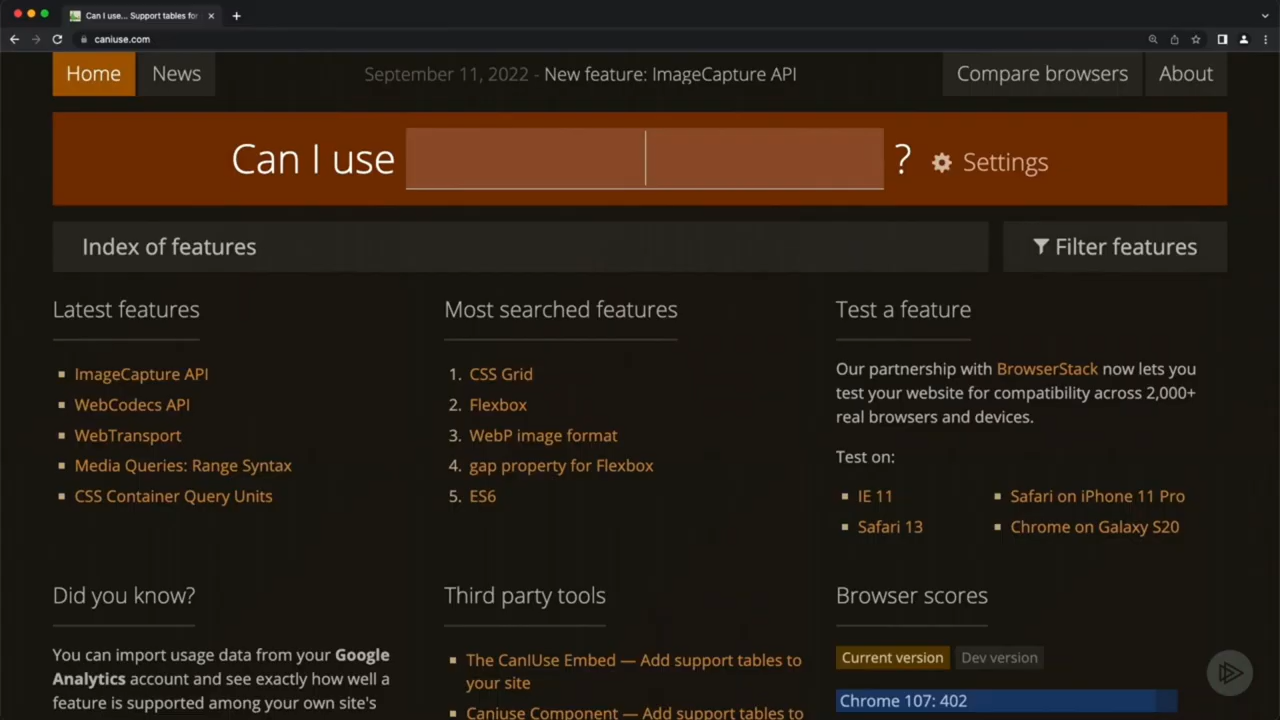 Can I use... Support tables for
caniuse.com
Home
News
September 11, 2022 - New feature: ImageCapture API
Compare browsers
About
Can I use
?
Settings
Index of features
Filter features
Latest features
ImageCapture API
WebCodecs API
WebTransport
Media Queries: Range Syntax
CSS Container Query Units
Most searched features
1. CSS Grid
2. Flexbox
3. WebP image format
4. gap property for Flexbox
5. ES6
Test a feature
Our partnership with BrowserStack now lets you
test your website for compatibility across 2,000+
real browsers and devices.
Test on:
IE 11
Safari 13
Safari on iPhone 11 Pro
Chrome on Galaxy S20
Did you know?
You can import usage data from your Google
Analytics account and see exactly how well a
feature is supported among your own site's
Third party tools
The CanIUse Embed — Add support tables to
your site
Caniuse Component — Add support tables to
Browser scores
Current version
Dev version
Chrome 107: 402